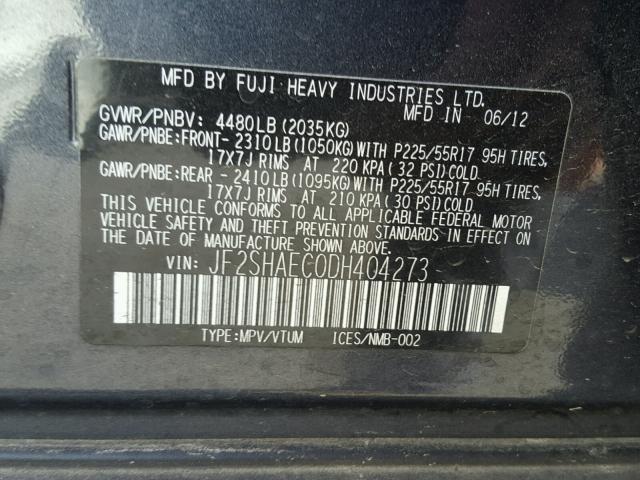 MFD BY FUJI HEAVY INDUSTRIES LTD.
MFD IN 06/12
GVWR/PNBV: 4480LB (2035KG)
GAWR/PNBE:FRONT- 2310 LB (1050KG) WITH P225/55R17 95H TIRES,
17X7J RIMS AT 220 KPA ( 32 PSI) COLD.
GAWR/PNBE:REAR - 2410 LB (1095KG) WITH P225/55R17 95H TIRES,
17X7J RIMS AT 210 KPA ( 30 PSI) COLD.
THIS VEHICLE CONFORMS TO ALL APPLICABLE FEDERAL MOTOR
VEHICLE SAFETY AND THEFT PREVENTION STANDARDS IN EFFECT ON
THE DATE OF MANUFACTURE SHOWN ABOVE.
VIN: JF2SHAEC0DH404273
TYPE:MPV/VTUM ICES/NMB-002